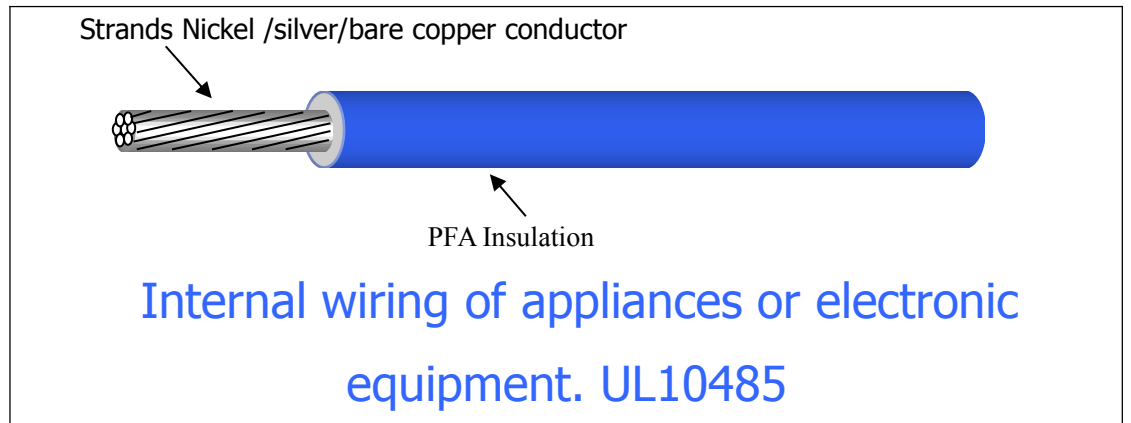 Strands Nickel /silver/bare copper conductor
PFA Insulation
Internal wiring of appliances or electronic
equipment. UL10485